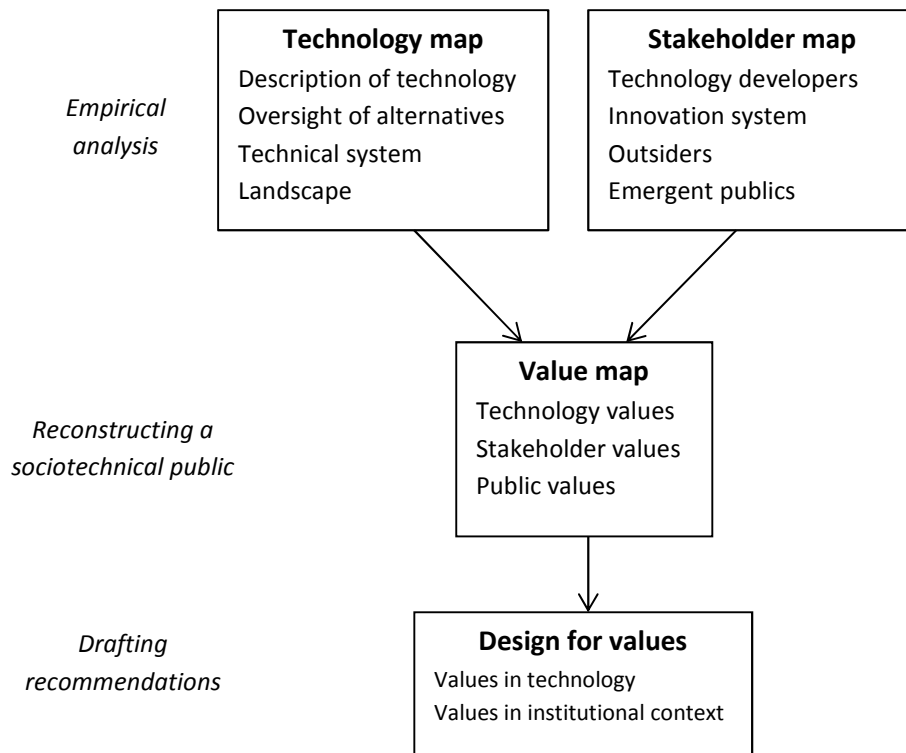 Empirical
analysis
Technology map
Description of technology
Oversight of alternatives
Technical system
Landscape
Stakeholder map
Technology developers
Innovation system
Outsiders
Emergent publics
Reconstructing a
sociotechnical public
Value map
Technology values
Stakeholder values
Public values
Drafting
recommendations
Design for values
Values in technology
Values in institutional context